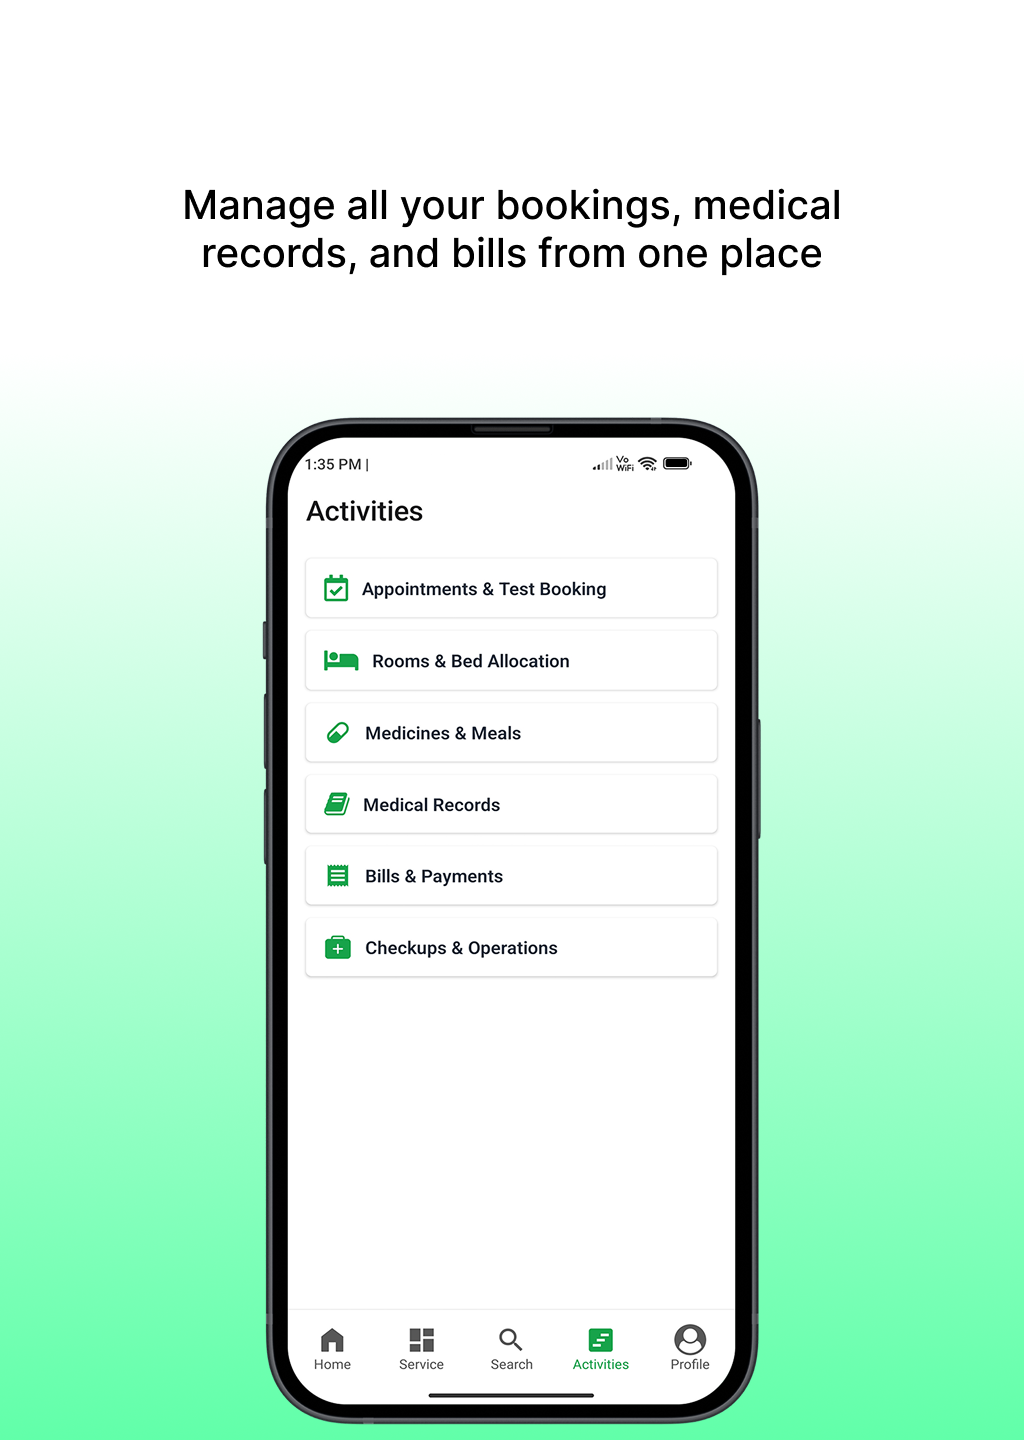 Manage all your bookings, medical
records, and bills from one place
1:35 PM |
Vo
WiFi
Activities
Appointments & Test Booking
Rooms & Bed Allocation
Medicines & Meals
Medical Records
Bills & Payments
Checkups & Operations
Home
Service
Search
Activities
Profile